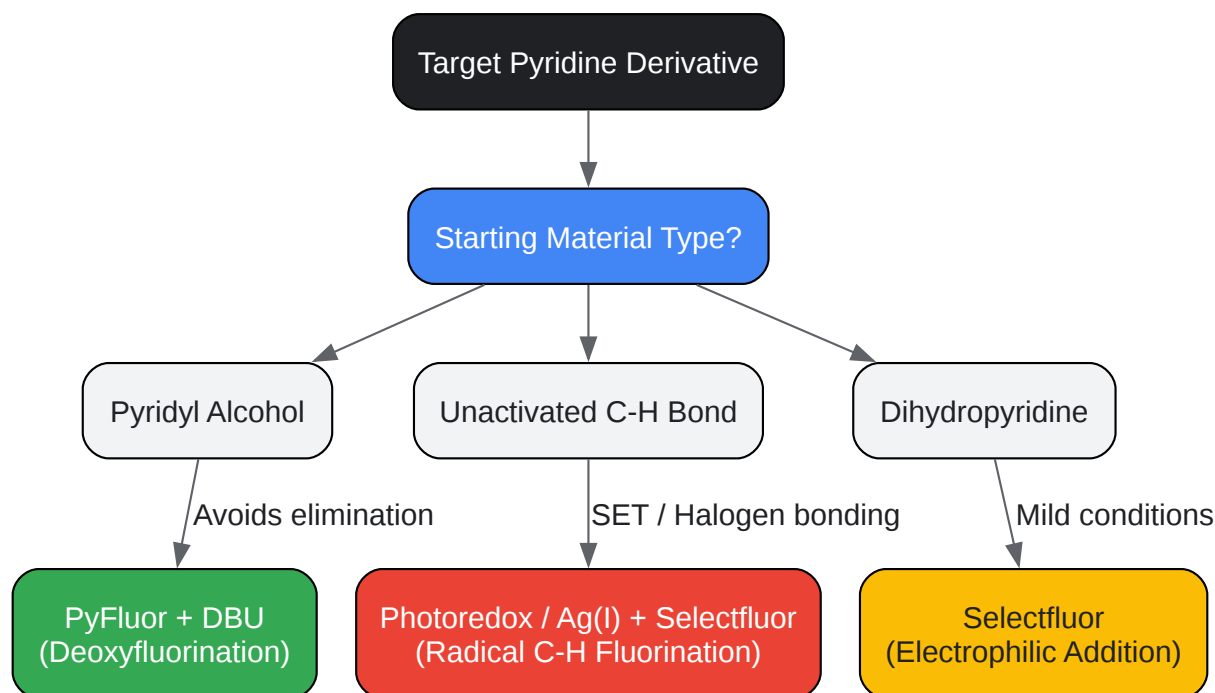 Target Pyridine Derivative
Starting Material Type?
Pyridyl Alcohol
Unactivated C-H Bond
Dihydropyridine
Avoids elimination
SET / Halogen bonding
Mild conditions
PyFluor + DBU
(Deoxyfluorination)
Photoredox / Ag(I) + Selectfluor
(Radical C-H Fluorination)
Selectfluor
(Electrophilic Addition)